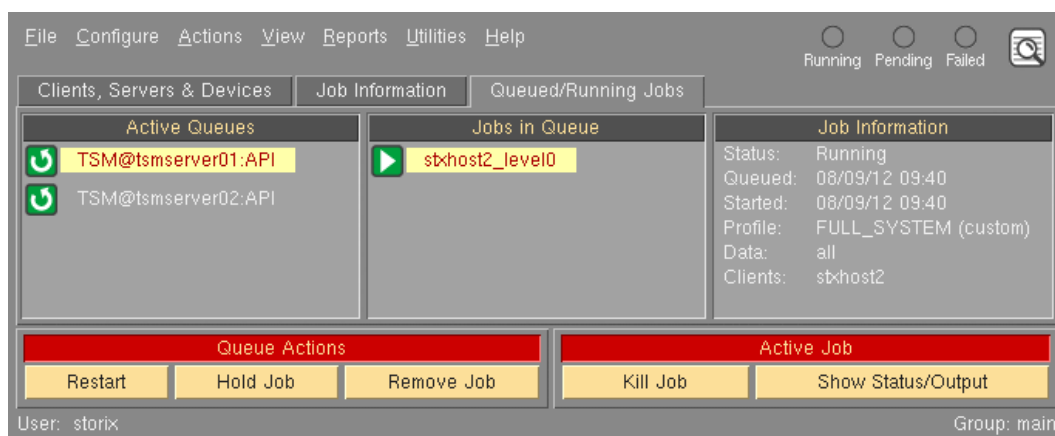 File Configure Actions View Reports Utilities Help
Running Pending Failed
Clients, Servers & Devices Job Information Queued/Running Jobs
Active Queues
TSM@tsmserver01:API
TSM@tsmserver02:API
Jobs in Queue
stxhost2_level0
Job Information
Status: Running
Queued: 08/09/12 09:40
Started: 08/09/12 09:40
Profile: FULL_SYSTEM (custom)
Data: all
Clients: stxhost2
Queue Actions
Restart Hold Job Remove Job
Active Job
Kill Job Show Status/Output
User: storix
Group: main